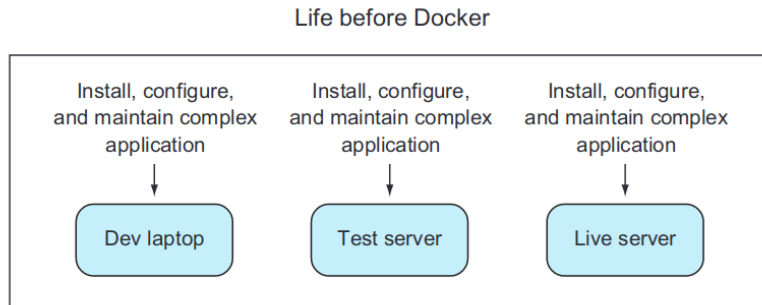 Life before Docker
Install, configure,
and maintain complex
application
Install, configure,
and maintain complex
application
Install, configure,
and maintain complex
application
Dev laptop
Test server
Live server